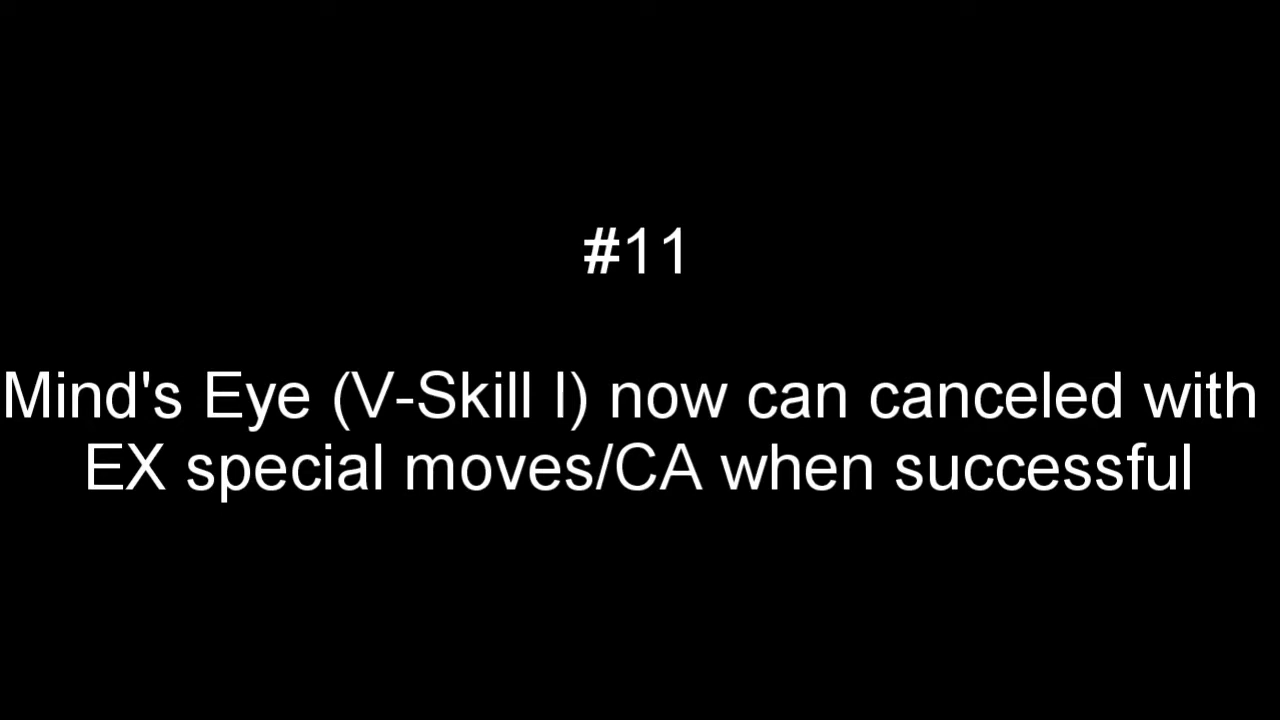 #11
Mind's Eye (V-Skill I) now can canceled with
EX special moves/CA when successful